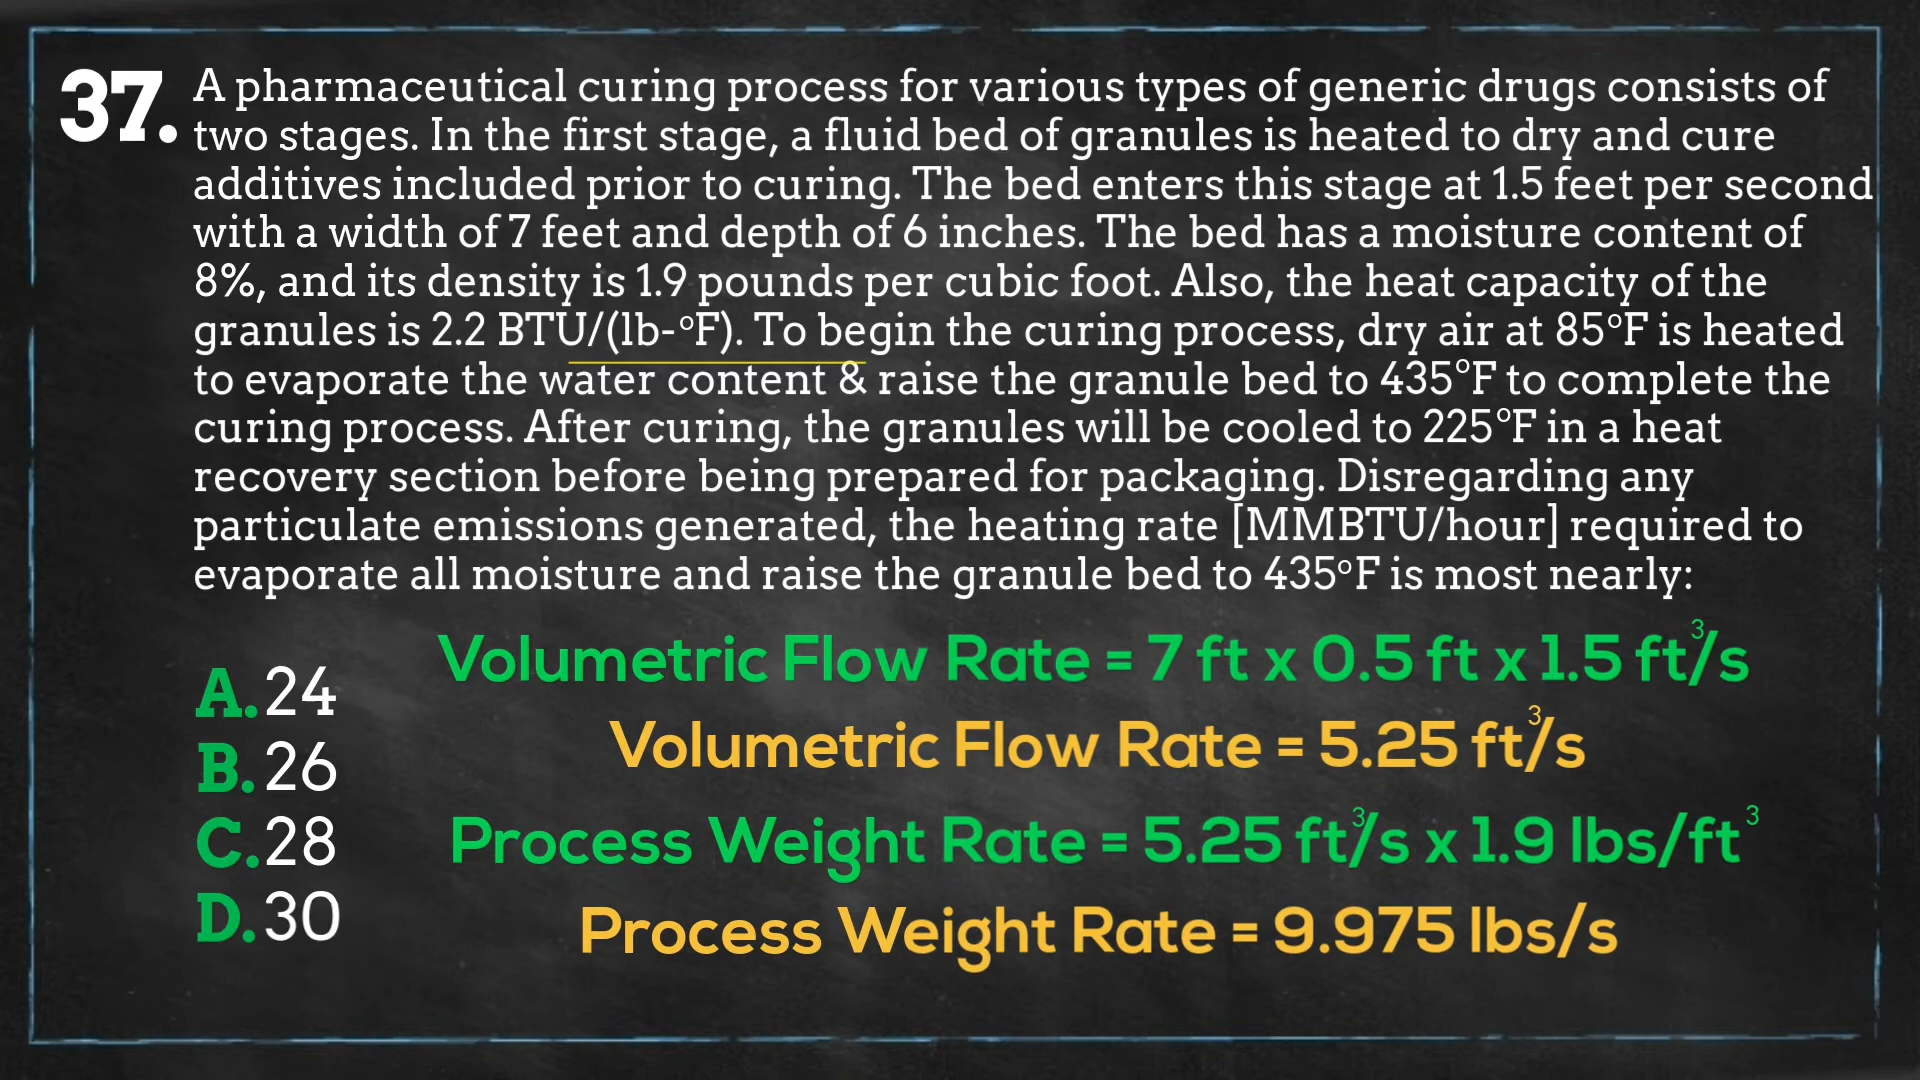 37. A pharmaceutical curing process for various types of generic drugs consists of
two stages. In the first stage, a fluid bed of granules is heated to dry and cure
additives included prior to curing. The bed enters this stage at 1.5 feet per second
with a width of 7 feet and depth of 6 inches. The bed has a moisture content of
8%, and its density is 1.9 pounds per cubic foot. Also, the heat capacity of the
granules is 2.2 BTU/(lb-ºF). To begin the curing process, dry air at 85ºF is heated
to evaporate the water content & raise the granule bed to 435°F to complete the
curing process. After curing, the granules will be cooled to 225°F in a heat
recovery section before being prepared for packaging. Disregarding any
particulate emissions generated, the heating rate [MMBTU/hour] required to
evaporate all moisture and raise the granule bed to 435ºF is most nearly:
A. 24
B. 26
C. 28
D. 30
Volumetric Flow Rate = 7 ft x 0.5 ft x 1.5 ft³/s
Volumetric Flow Rate = 5.25 ft³/s
Process Weight Rate = 5.25 ft³/s x 1.9 lbs/ft³
Process Weight Rate = 9.975 lbs/s